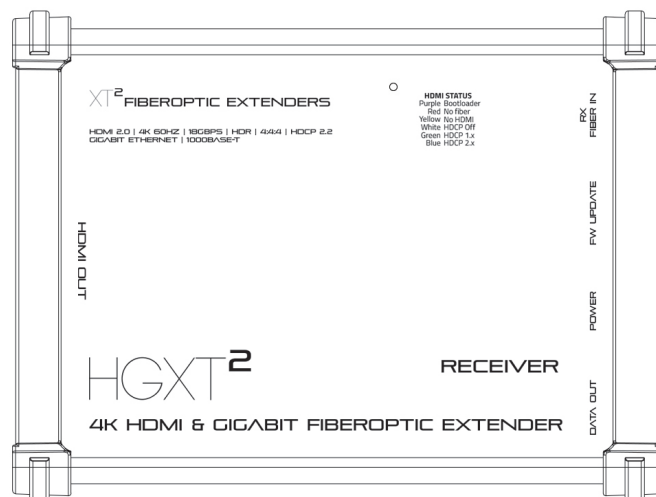 XT² FIBEROPTIC EXTENDERS
HDMI 2.0 | 4K 60HZ | 18GBPS | HDR | 4:4:4 | HDCP 2.2
GIGABIT ETHERNET | 1000BASE-T
HDMI STATUS
Purple Bootloader
Red No fiber
Yellow No HDMI
White HDCP Off
Green HDCP 1.x
Blue HDCP 2.x
RX
FIBER IN
FW UPDATE
POWER
DATA OUT
HDMI OUT
HGXT²
RECEIVER
4K HDMI & GIGABIT FIBEROPTIC EXTENDER